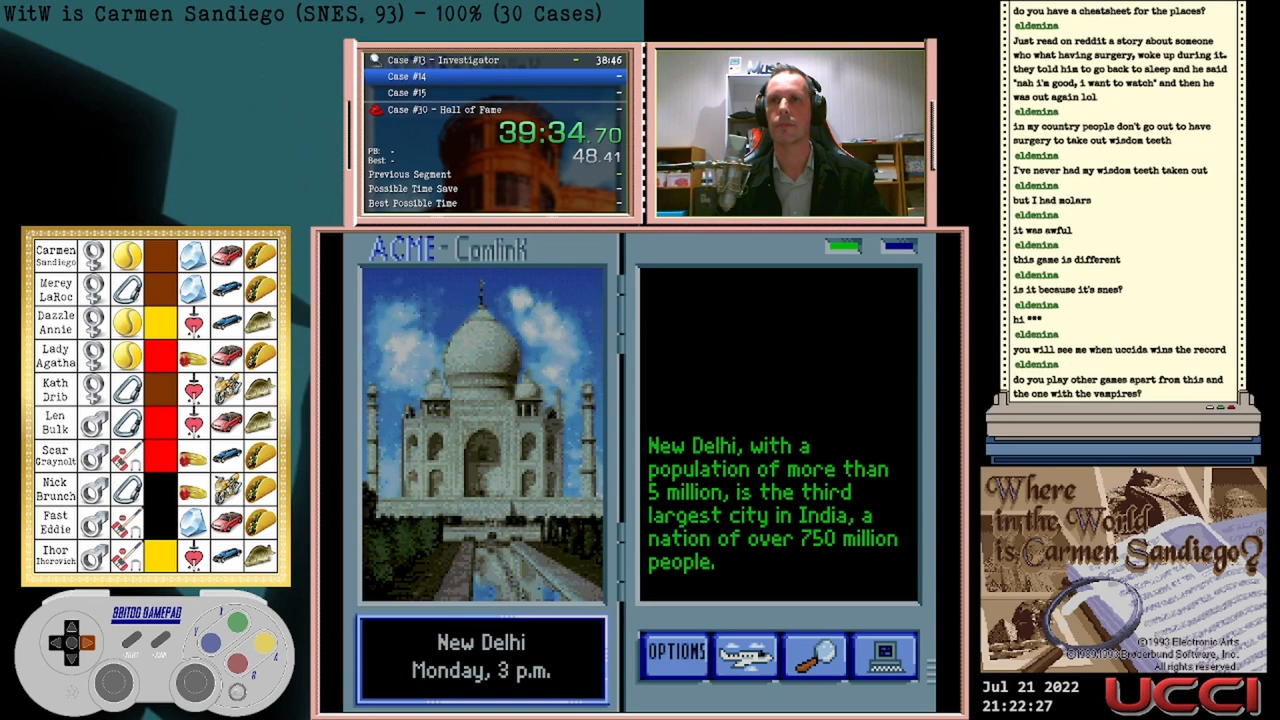 WitW is Carmen Sandiego (SNES, 93) - 100% (30 Cases)
Case #13 - Investigator - 38:46
Case #14 -
Case #15 -
Case #30 - Hall of Fame -
39:34.70
PB: - 48.41
Best: -
Previous Segment -
Possible Time Save -
Best Possible Time -
Music
do you have a cheatsheet for the places?
eldenina
Just read on reddit a story about someone
who what having surgery, woke up during it.
they told him to go back to sleep and he said
"nah i'm good, i want to watch" and then he
was out again lol
eldenina
in my country people don't go out to have
surgery to take out wisdom teeth
eldenina
I've never had my wisdom teeth taken out
eldenina
but I had molars
eldenina
it was awful
eldenina
this game is different
eldenina
is it because it's snes?
eldenina
hi ***
eldenina
you will see me when uccida wins the record
eldenina
do you play other games apart from this and
the one with the vampires?
Carmen
Sandiego
Merey
LaRoc
Dazzle
Annie
Lady
Agatha
Kath
Drib
Len
Bulk
Scar
Graynolt
Nick
Brunch
Fast
Eddie
Ihor
Ihorovich
ACME - Comlink
New Delhi, with a
population of more than
5 million, is the third
largest city in India, a
nation of over 750 million
people.
New Delhi
Monday, 3 p.m.
OPTIONS
8BITDO GAMEPAD
Y
A
B
Where
in the World
is Carmen Sandiego?
©1993 Electronic Arts
©1989,1993 Brøderbund Software, Inc.
All rights reserved.
Jul 21 2022
21:22:27
UCCI